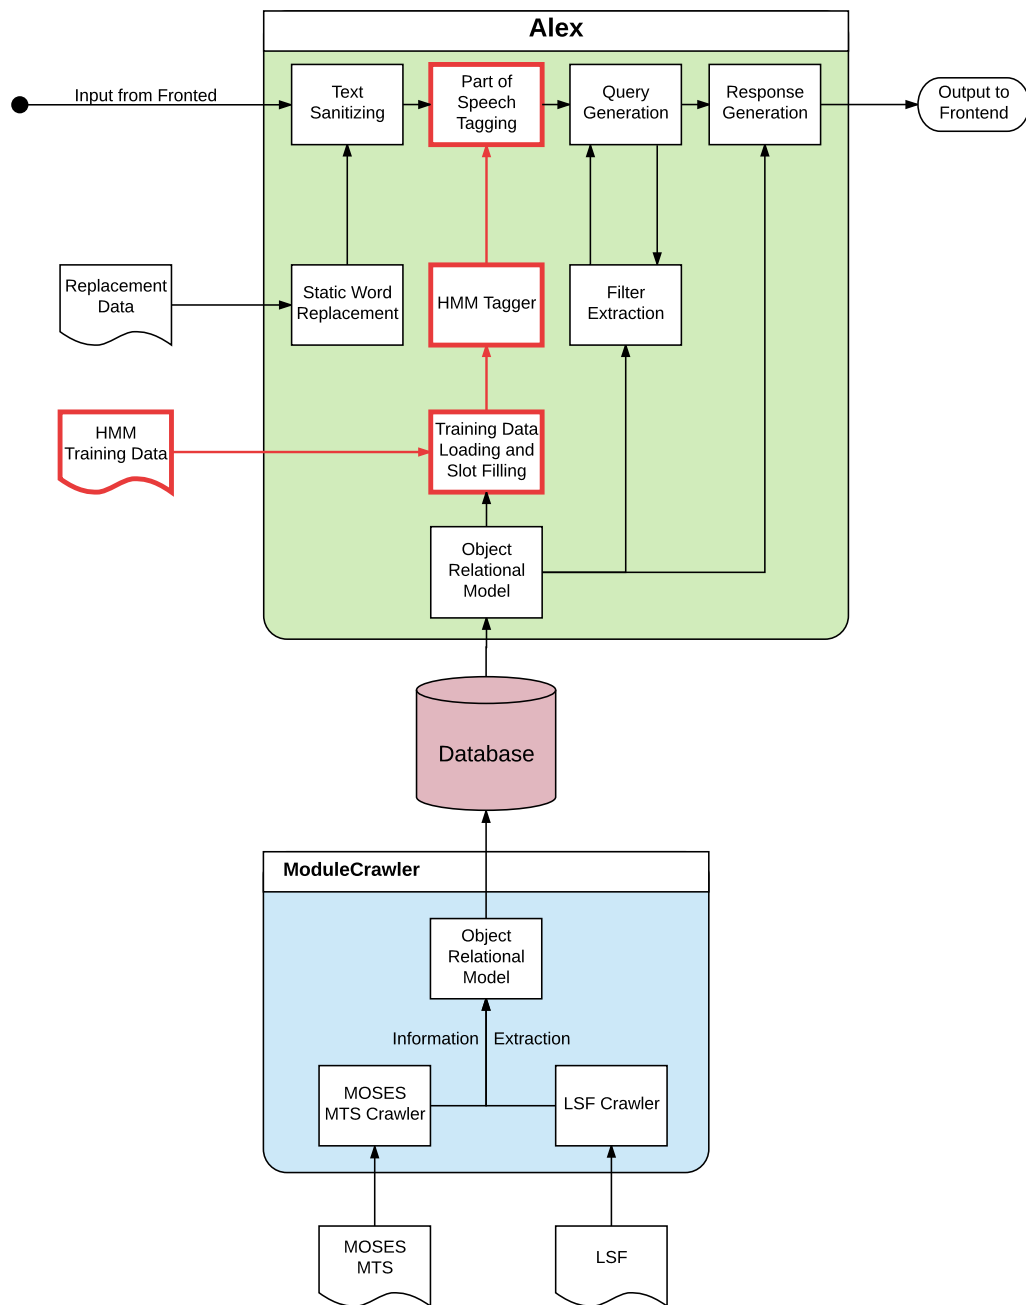 Alex
Input from Fronted
Text
Sanitizing
Part of
Speech
Tagging
Query
Generation
Response
Generation
Output to
Frontend
Replacement
Data
Static Word
Replacement
HMM Tagger
Filter
Extraction
HMM
Training Data
Training Data
Loading and
Slot Filling
Object
Relational
Model
Database
ModuleCrawler
Object
Relational
Model
Information Extraction
MOSES
MTS Crawler
LSF Crawler
MOSES
MTS
LSF